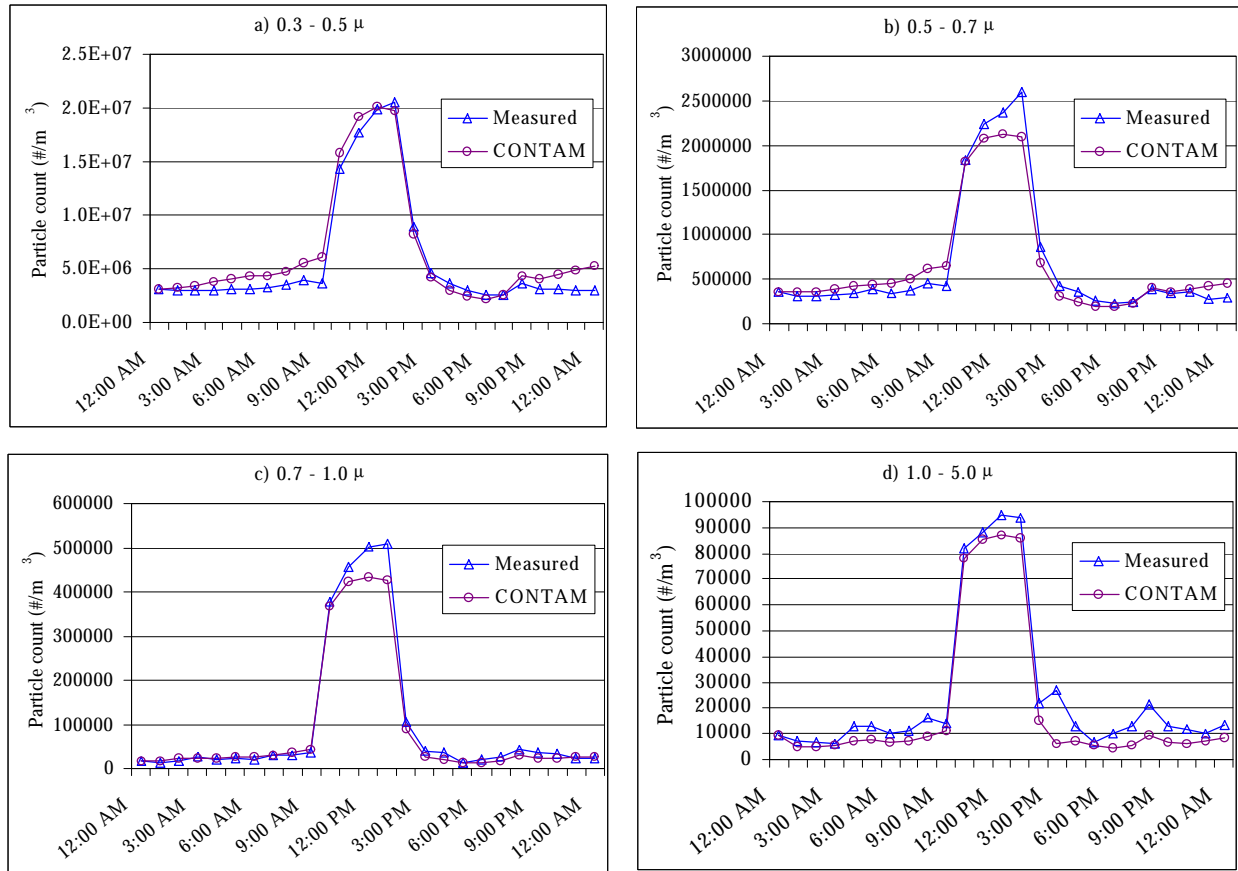 a) 0.3 - 0.5 µ
Particle count (#/m 3)
2.5E+07
2.0E+07
1.5E+07
1.0E+07
5.0E+06
0.0E+00
Measured
CONTAM
12:00 AM
3:00 AM
6:00 AM
9:00 AM
12:00 PM
3:00 PM
6:00 PM
9:00 PM
12:00 AM
b) 0.5 - 0.7 µ
Particle count (#/m 3)
3000000
2500000
2000000
1500000
1000000
500000
0
Measured
CONTAM
12:00 AM
3:00 AM
6:00 AM
9:00 AM
12:00 PM
3:00 PM
6:00 PM
9:00 PM
12:00 AM
c) 0.7 - 1.0 µ
Particle count (#/m 3)
600000
500000
400000
300000
200000
100000
0
Measured
CONTAM
12:00 AM
3:00 AM
6:00 AM
9:00 AM
12:00 PM
3:00 PM
6:00 PM
9:00 PM
12:00 AM
d) 1.0 - 5.0 µ
Particle count (#/m 3)
100000
90000
80000
70000
60000
50000
40000
30000
20000
10000
0
Measured
CONTAM
12:00 AM
3:00 AM
6:00 AM
9:00 AM
12:00 PM
3:00 PM
6:00 PM
9:00 PM
12:00 AM